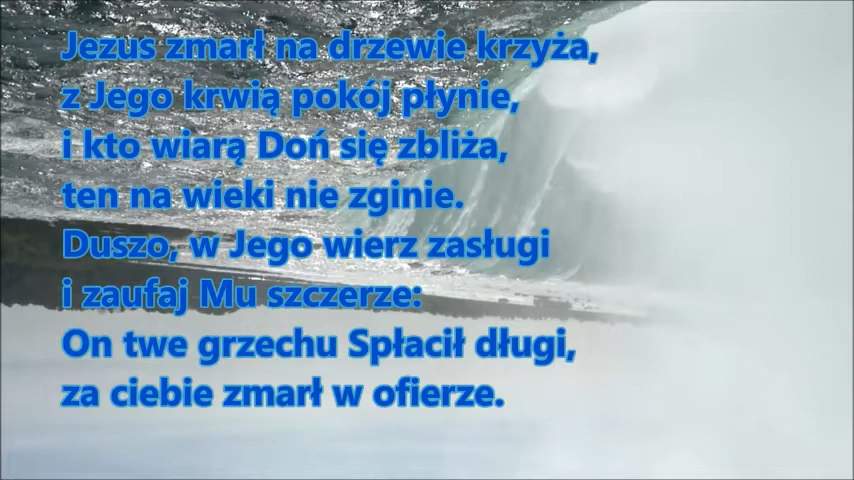 Jezus zmarł na drzewie krzyża,
z Jego krwią pokój płynie,
i kto wiarą Doń się zbliża,
ten na wieki nie zginie.
Duszo, w Jego wierz zasługi
i zaufaj Mu szczerze:
On twe grzechu Spłacił długi,
za ciebie zmarł w ofierze.